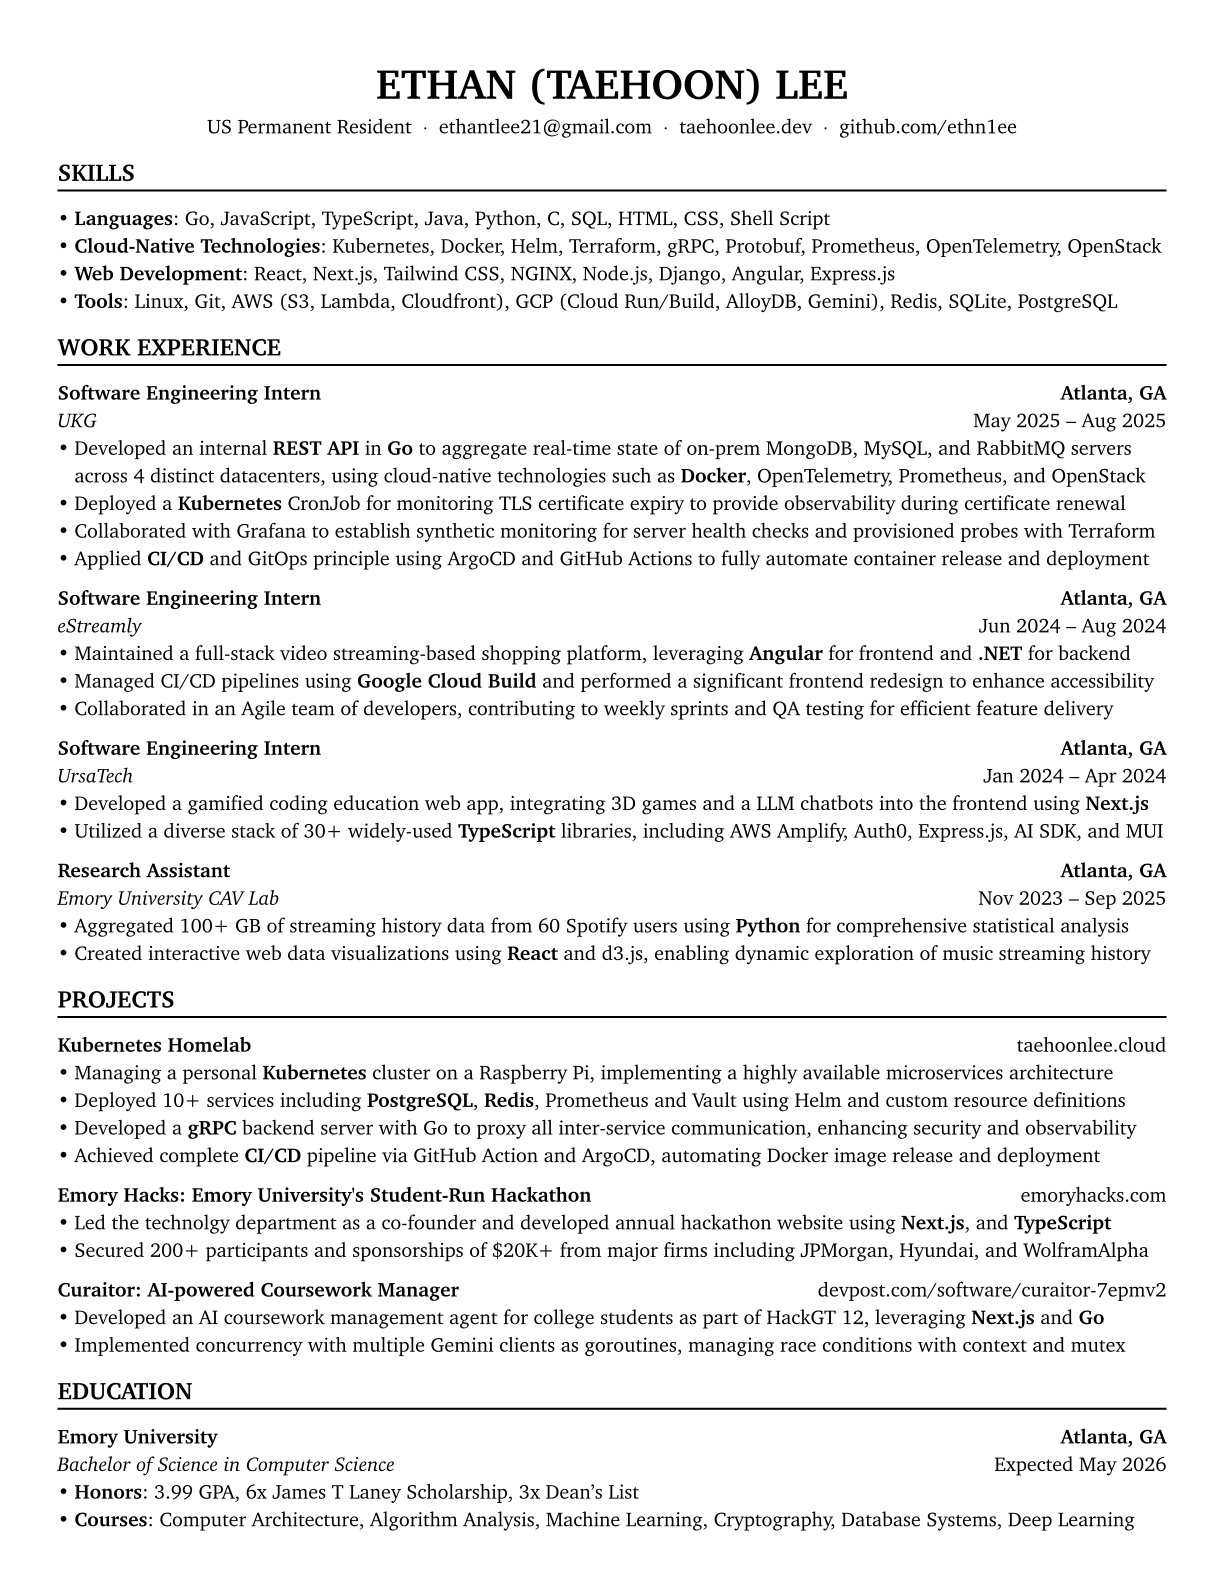 ETHAN (TAEHOON) LEE
US Permanent Resident · ethantlee21@gmail.com · taehoonlee.dev · github.com/ethn1ee
SKILLS
• Languages: Go, JavaScript, TypeScript, Java, Python, C, SQL, HTML, CSS, Shell Script
• Cloud-Native Technologies: Kubernetes, Docker, Helm, Terraform, gRPC, Protobuf, Prometheus, OpenTelemetry, OpenStack
• Web Development: React, Next.js, Tailwind CSS, NGINX, Node.js, Django, Angular, Express.js
• Tools: Linux, Git, AWS (S3, Lambda, Cloudfront), GCP (Cloud Run/Build, AlloyDB, Gemini), Redis, SQLite, PostgreSQL
WORK EXPERIENCE
Software Engineering Intern Atlanta, GA
UKG May 2025 – Aug 2025
• Developed an internal REST API in Go to aggregate real-time state of on-prem MongoDB, MySQL, and RabbitMQ servers
across 4 distinct datacenters, using cloud-native technologies such as Docker, OpenTelemetry, Prometheus, and OpenStack
• Deployed a Kubernetes CronJob for monitoring TLS certificate expiry to provide observability during certificate renewal
• Collaborated with Grafana to establish synthetic monitoring for server health checks and provisioned probes with Terraform
• Applied CI/CD and GitOps principle using ArgoCD and GitHub Actions to fully automate container release and deployment
Software Engineering Intern Atlanta, GA
eStreamly Jun 2024 – Aug 2024
• Maintained a full-stack video streaming-based shopping platform, leveraging Angular for frontend and .NET for backend
• Managed CI/CD pipelines using Google Cloud Build and performed a significant frontend redesign to enhance accessibility
• Collaborated in an Agile team of developers, contributing to weekly sprints and QA testing for efficient feature delivery
Software Engineering Intern Atlanta, GA
UrsaTech Jan 2024 – Apr 2024
• Developed a gamified coding education web app, integrating 3D games and a LLM chatbots into the frontend using Next.js
• Utilized a diverse stack of 30+ widely-used TypeScript libraries, including AWS Amplify, Auth0, Express.js, AI SDK, and MUI
Research Assistant Atlanta, GA
Emory University CAV Lab Nov 2023 – Sep 2025
• Aggregated 100+ GB of streaming history data from 60 Spotify users using Python for comprehensive statistical analysis
• Created interactive web data visualizations using React and d3.js, enabling dynamic exploration of music streaming history
PROJECTS
Kubernetes Homelab taehoonlee.cloud
• Managing a personal Kubernetes cluster on a Raspberry Pi, implementing a highly available microservices architecture
• Deployed 10+ services including PostgreSQL, Redis, Prometheus and Vault using Helm and custom resource definitions
• Developed a gRPC backend server with Go to proxy all inter-service communication, enhancing security and observability
• Achieved complete CI/CD pipeline via GitHub Action and ArgoCD, automating Docker image release and deployment
Emory Hacks: Emory University's Student-Run Hackathon emoryhacks.com
• Led the technolgy department as a co-founder and developed annual hackathon website using Next.js, and TypeScript
• Secured 200+ participants and sponsorships of $20K+ from major firms including JPMorgan, Hyundai, and WolframAlpha
Curaitor: AI-powered Coursework Manager devpost.com/software/curaitor-7epmv2
• Developed an AI coursework management agent for college students as part of HackGT 12, leveraging Next.js and Go
• Implemented concurrency with multiple Gemini clients as goroutines, managing race conditions with context and mutex
EDUCATION
Emory University Atlanta, GA
Bachelor of Science in Computer Science Expected May 2026
• Honors: 3.99 GPA, 6x James T Laney Scholarship, 3x Dean’s List
• Courses: Computer Architecture, Algorithm Analysis, Machine Learning, Cryptography, Database Systems, Deep Learning